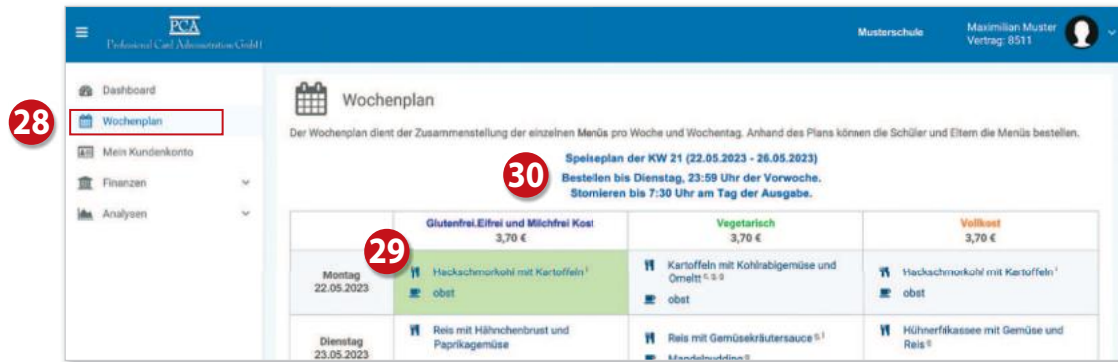 PCA
Professional Card Administration GmbH
Musterschule
Maximilian Muster
Vertrag: 8511
Dashboard
28
Wochenplan
Mein Kundenkonto
Finanzen
Analysen
Wochenplan
Der Wochenplan dient der Zusammenstellung der einzelnen Menüs pro Woche und Wochentag. Anhand des Plans können die Schüler und Eltern die Menüs bestellen.
30
Speiseplan der KW 21 (22.05.2023 - 26.05.2023)
Bestellen bis Dienstag, 23:59 Uhr der Vorwoche.
Stornieren bis 7:30 Uhr am Tag der Ausgabe.
Glutenfrei,Eifrei und Milchfrei Kost
3,70 €
Vegetarisch
3,70 €
Vollkost
3,70 €
29
Montag
22.05.2023
Hackschmorkohl mit Kartoffeln
obst
Kartoffeln mit Kohlrabigemüse und
Omeltt
obst
Hackschmorkohl mit Kartoffeln
obst
Dienstag
23.05.2023
Reis mit Hähnchenbrust und
Paprikagemüse
Reis mit Gemüsekräutersauce
Mandelpudding
Hühnerfrikassee mit Gemüse und
Reis